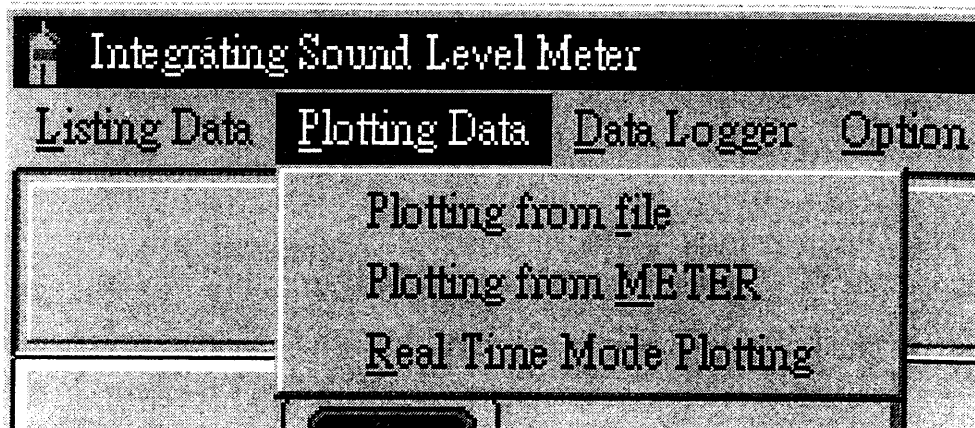 Integrating Sound Level Meter
Listing Data Plotting Data Data Logger Option
Plotting from file
Plotting from METER
Real Time Mode Plotting